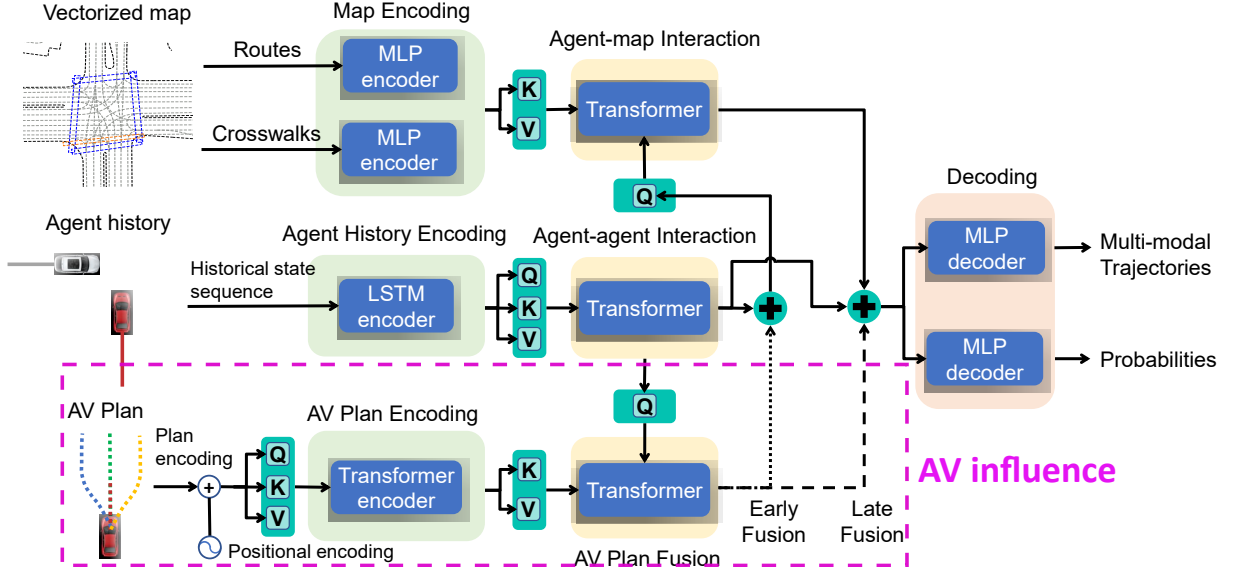 Vectorized map
Map Encoding
Routes
MLP
encoder
Crosswalks
MLP
encoder
K
V
Agent-map Interaction
Transformer
Q
Decoding
MLP
decoder
Multi-modal
Trajectories
MLP
decoder
Probabilities
Agent history
Agent History Encoding
Historical state
sequence
LSTM
encoder
Q
K
V
Agent-agent Interaction
Transformer
Q
AV Plan
Plan
encoding
Positional encoding
Q
K
V
AV Plan Encoding
Transformer
encoder
K
V
Transformer
AV Plan Fusion
Early
Fusion
Late
Fusion
AV influence